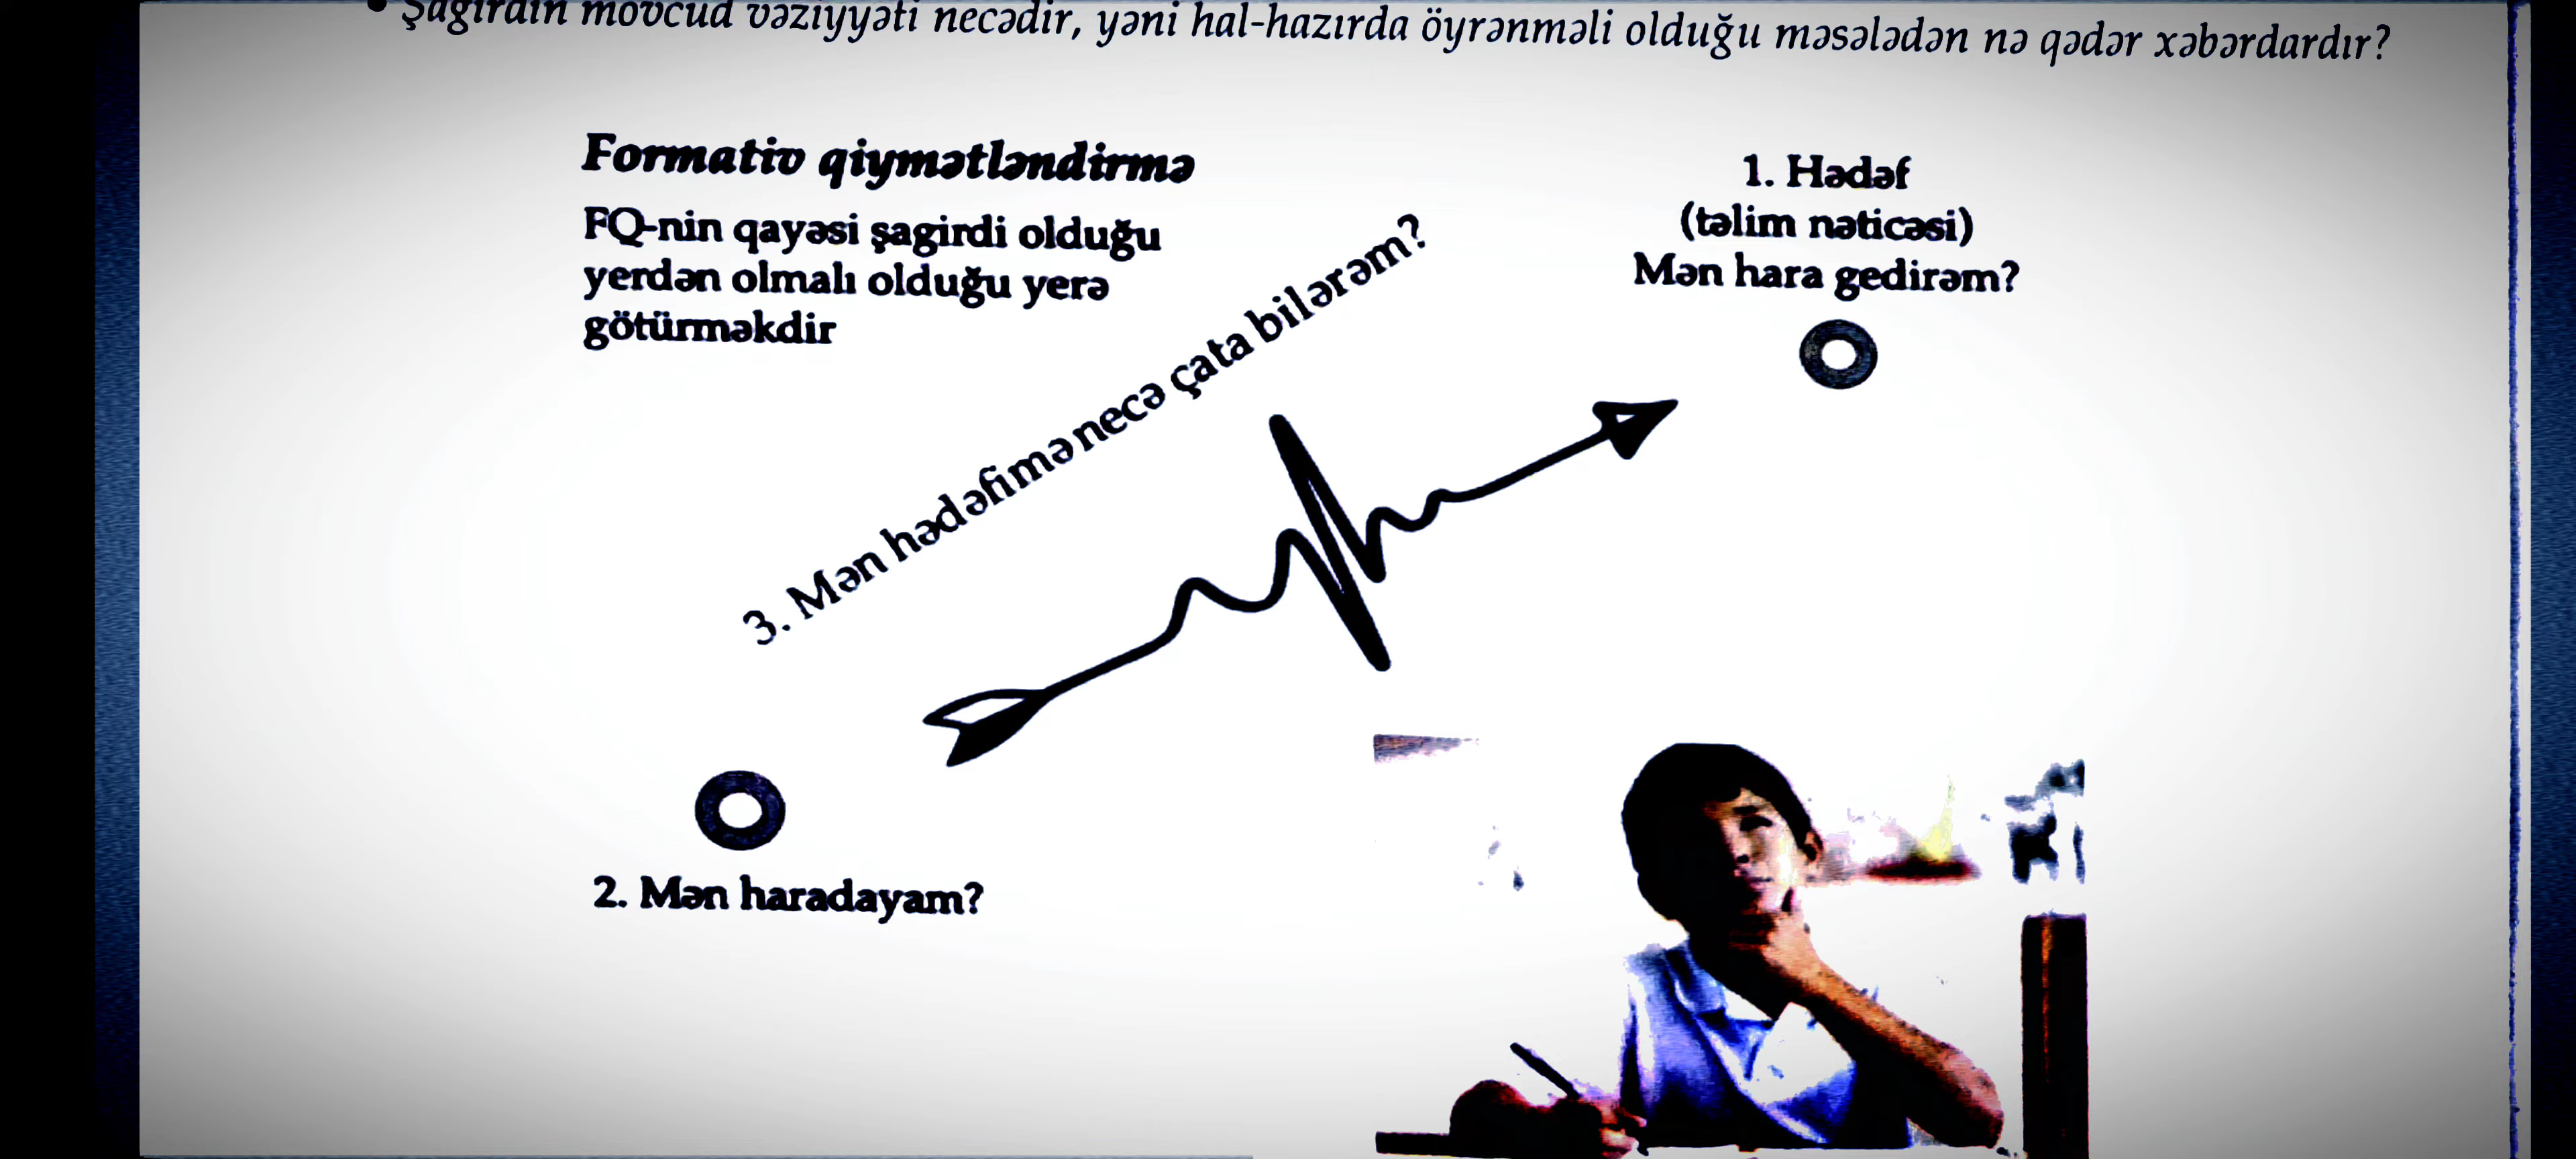 • Şagirdin mövcud vəziyyəti necədir, yəni hal-hazırda öyrənməli olduğu məsələdən nə qədər xəbərdardır?
Formativ qiymətləndirmə
FQ-nin qayəsi şagirdi olduğu
yerdən olmalı olduğu yerə
götürməkdir
1. Hədəf
(təlim nəticəsi)
Mən hara gedirəm?
3. Mən hədəfimə necə çata bilərəm?
2. Mən haradayam?